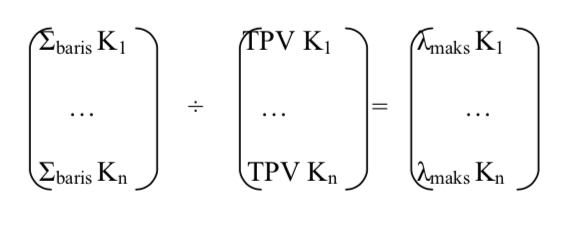 Σbaris K1 ÷ TPV K1 = λmaks K1
… … …
Σbaris Kn TPV Kn λmaks Kn